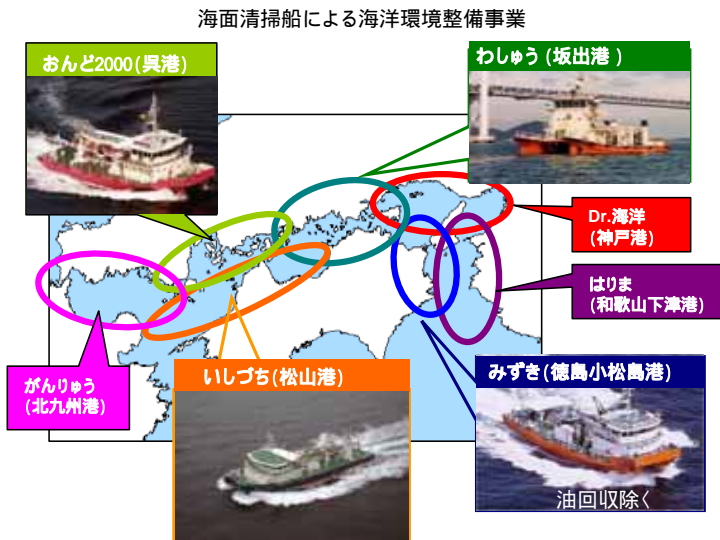 海面清掃船による海洋環境整備事業
おんど2000(呉港)
わしゅう(坂出港 )
Dr.海洋
(神戸港)
はりま
(和歌山下津港)
がんりゅう
(北九州港)
いしづち(松山港)
みずき(徳島小松島港)
油回収除く